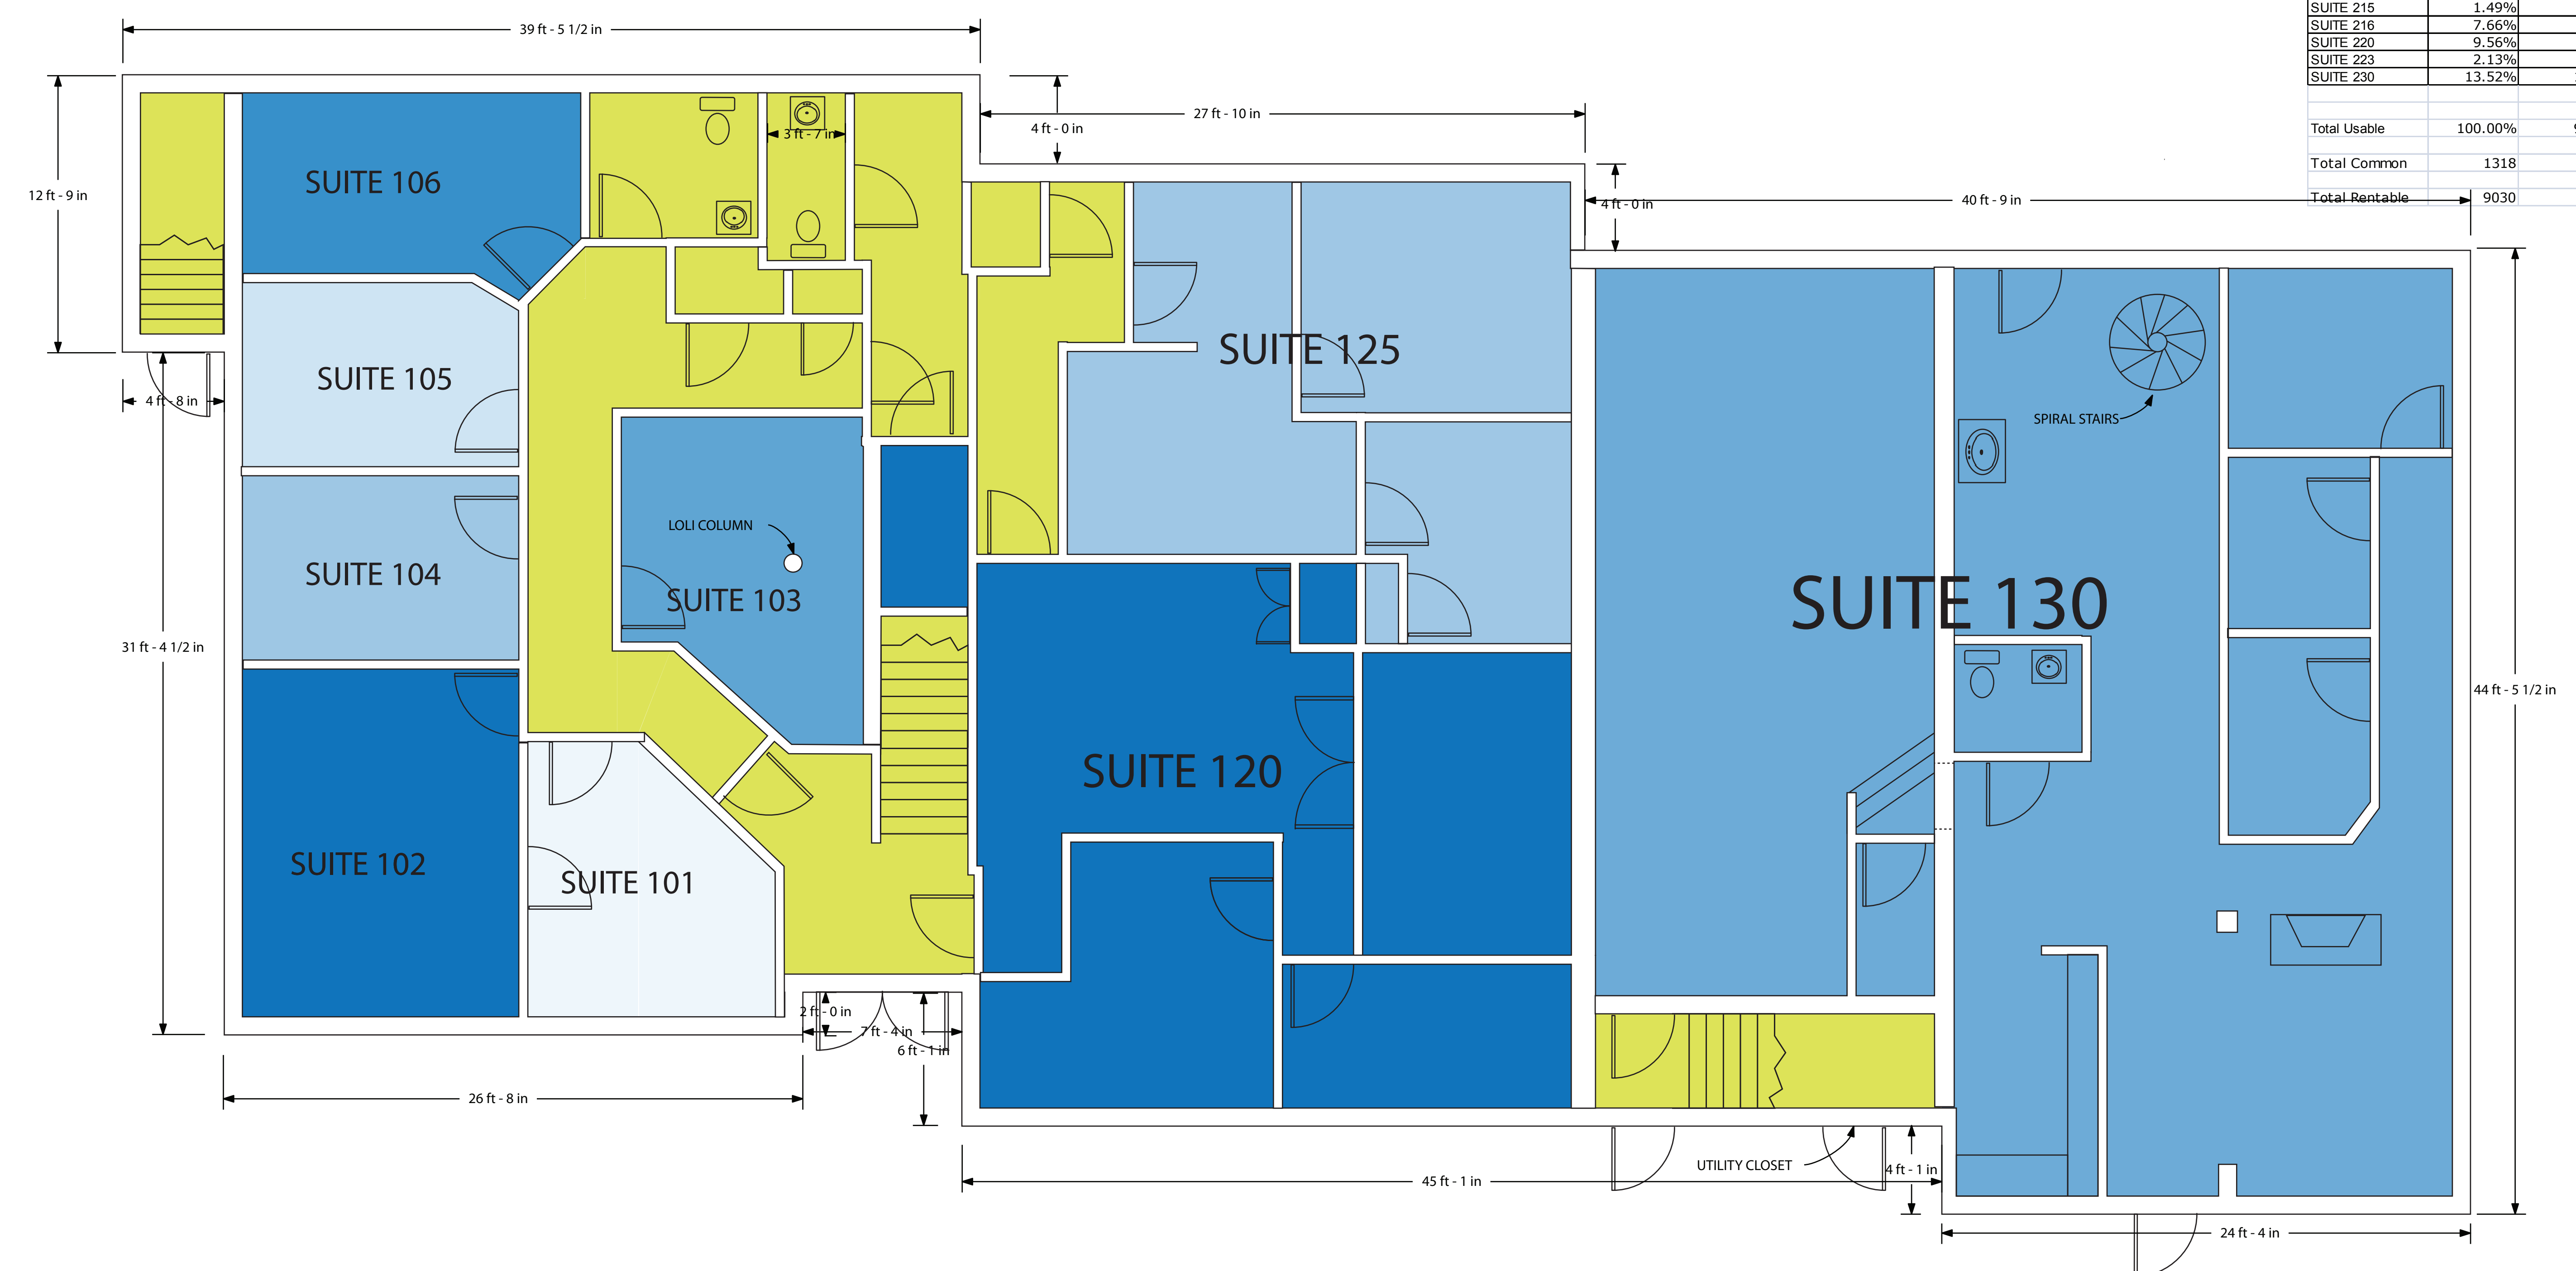 SUITE 215 1.49%
SUITE 216 7.66%
SUITE 220 9.56%
SUITE 223 2.13%
SUITE 230 13.52%
Total Usable 100.00%
Total Common 1318
Total Rentable 9030
39 ft - 5 1/2 in
27 ft - 10 in
4 ft - 0 in
3 ft - 7 in
12 ft - 9 in
SUITE 106
40 ft - 9 in
4 ft - 0 in
SUITE 125
SUITE 105
4 ft - 8 in
SPIRAL STAIRS
LOLI COLUMN
SUITE 104
SUITE 103
SUITE 130
31 ft - 4 1/2 in
44 ft - 5 1/2 in
SUITE 120
SUITE 102
SUITE 101
2 ft - 0 in
7 ft - 4 in
6 ft - 1 in
26 ft - 8 in
UTILITY CLOSET
4 ft - 1 in
45 ft - 1 in
24 ft - 4 in